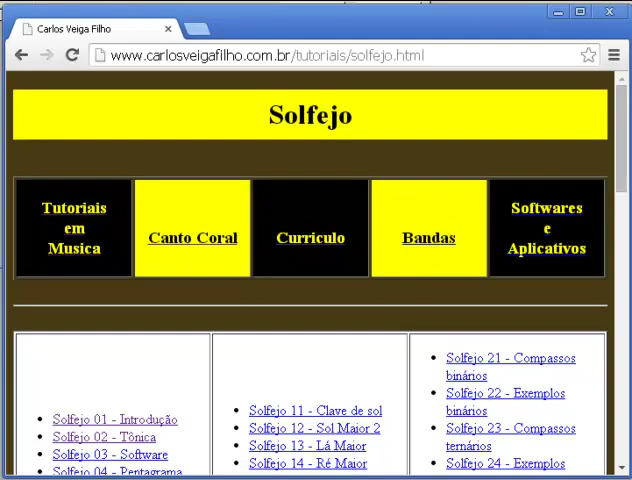 Carlos Veiga Filho
www.carlosveigafilho.com.br/tutoriais/solfejo.html
Solfejo
Tutoriais
em
Musica
Canto Coral
Curriculo
Bandas
Softwares
e
Aplicativos
Solfejo 01 - Introdução
Solfejo 02 - Tônica
Solfejo 03 - Software
Solfejo 04 - Pentagrama
Solfejo 11 - Clave de sol
Solfejo 12 - Sol Maior 2
Solfejo 13 - Lá Maior
Solfejo 14 - Ré Maior
Solfejo 21 - Compassos
binários
Solfejo 22 - Exemplos
binários
Solfejo 23 - Compassos
ternários
Solfejo 24 - Exemplos